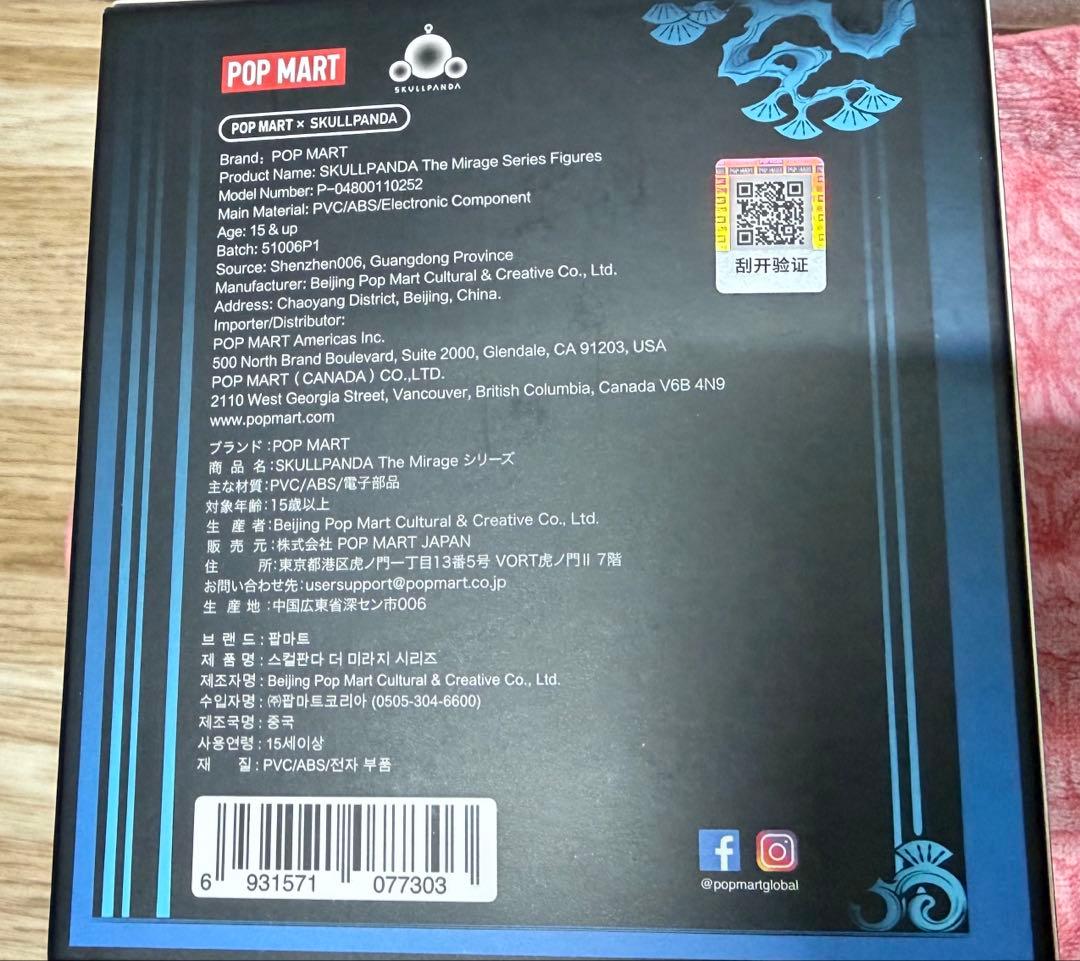 POP MART
SKULLPANDA
POP MART × SKULLPANDA
Brand: POP MART
Product Name: SKULLPANDA The Mirage Series Figures
Model Number: P-04800110252
Main Material: PVC/ABS/Electronic Component
Age: 15 & up
Batch: 51006P1
Source: Shenzhen006, Guangdong Province
Manufacturer: Beijing Pop Mart Cultural & Creative Co., Ltd.
Address: Chaoyang District, Beijing, China.
Importer/Distributor:
POP MART Americas Inc.
500 North Brand Boulevard, Suite 2000, Glendale, CA 91203, USA
POP MART ( CANADA ) CO.,LTD.
2110 West Georgia Street, Vancouver, British Columbia, Canada V6B 4N9
www.popmart.com
ブランド:POP MART
商 品 名:SKULLPANDA The Mirage シリーズ
主な材質:PVC/ABS/電子部品
対象年齢:15歳以上
生 産 者:Beijing Pop Mart Cultural & Creative Co., Ltd.
販 売 元:株式会社 POP MART JAPAN
住 所:東京都港区虎ノ門一丁目13番5号 VORT虎ノ門II 7階
お問い合わせ先:usersupport@popmart.co.jp
生 産 地:中国広東省深セン市006
브 랜 드 : 팝마트
제 품 명 : 스컬판다 더 미라지 시리즈
제조자명 : Beijing Pop Mart Cultural & Creative Co., Ltd.
수입자명 : ㈜팝마트코리아 (0505-304-6600)
제조국명 : 중국
사용연령 : 15세이상
재 질 : PVC/ABS/전자 부품
6 931571 077303
POP MART POP MART POP MART
刮开验证
@popmartglobal